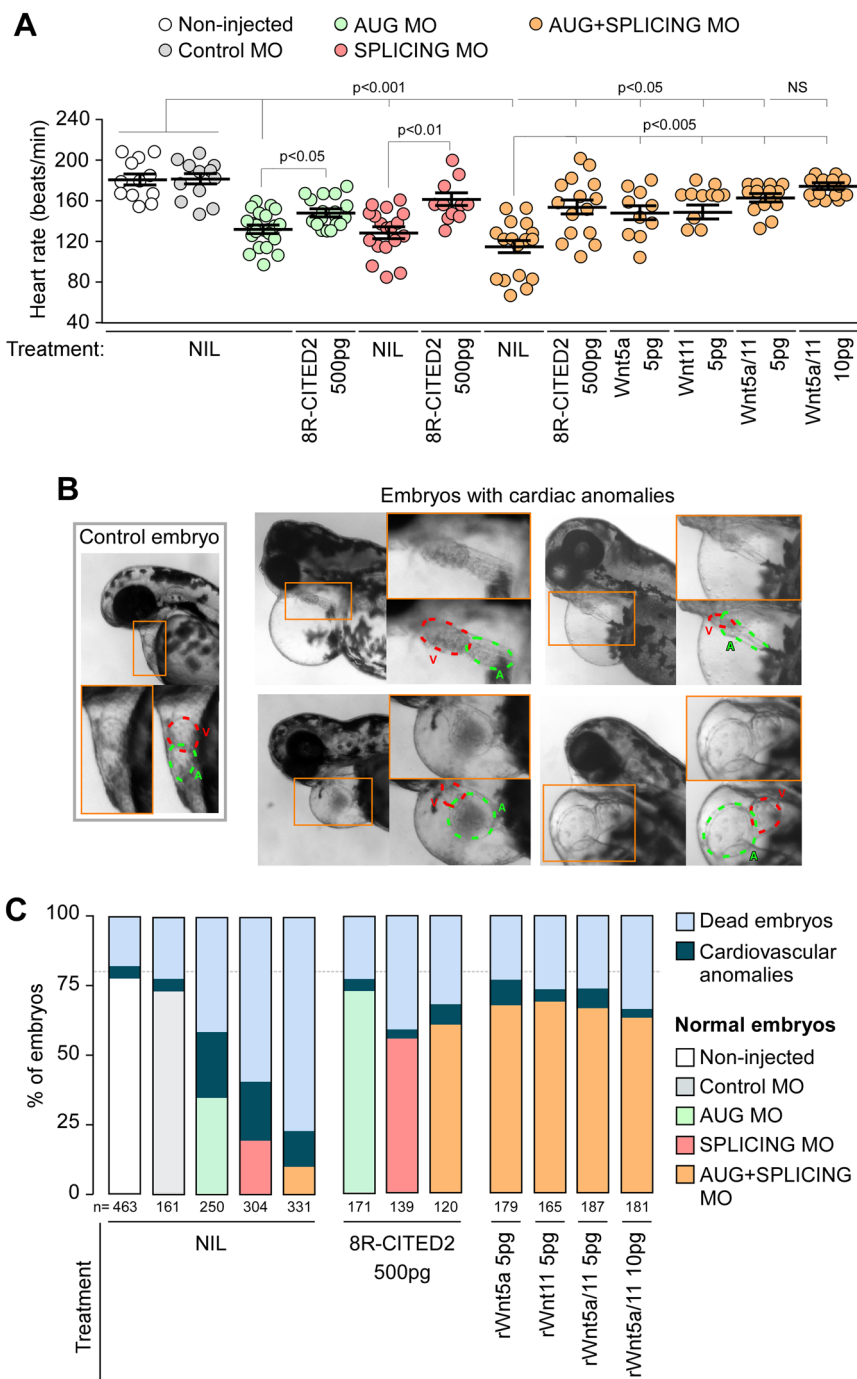 A
Non-injected
AUG MO
AUG+SPLICING MO
Control MO
SPLICING MO
p<0.001
p<0.05
NS
p<0.005
p<0.01
p<0.05
Heart rate (beats/min)
240
200
160
120
80
40
Treatment:
NIL
8R-CITED2
500pg
NIL
8R-CITED2
500pg
NIL
8R-CITED2
500pg
Wnt5a
5pg
Wnt11
5pg
Wnt5a/11
5pg
Wnt5a/11
10pg
B
Control embryo
Embryos with cardiac anomalies
V
A
V
A
V
A
V
A
V
A
C
% of embryos
100
75
50
25
0
Dead embryos
Cardiovascular
anomalies
Normal embryos
Non-injected
Control MO
AUG MO
SPLICING MO
AUG+SPLICING
MO
n= 463 161 250 304 331 171 139 120 179 165 187 181
Treatment
NIL
8R-CITED2
500pg
rWnt5a 5pg
rWnt11 5pg
rWnt5a/11 5pg
rWnt5a/11 10pg